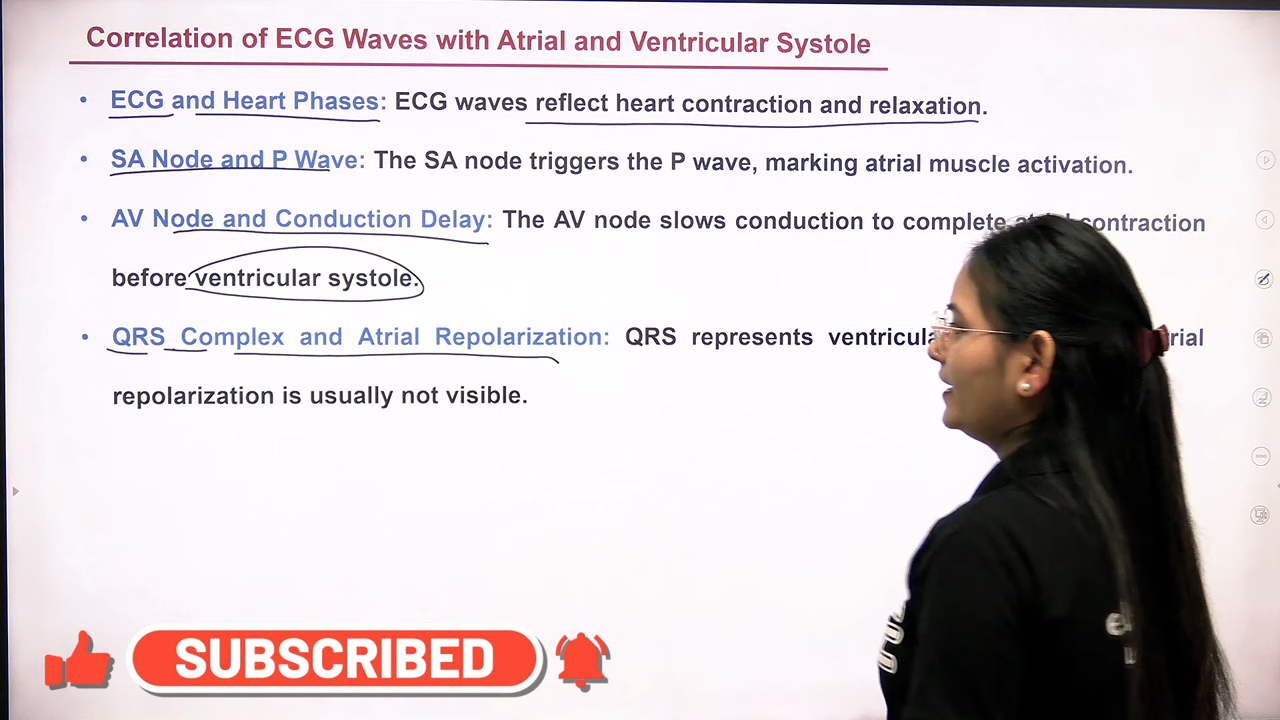 Correlation of ECG Waves with Atrial and Ventricular Systole
• ECG and Heart Phases: ECG waves reflect heart contraction and relaxation.
• SA Node and P Wave: The SA node triggers the P wave, marking atrial muscle activation.
• AV Node and Conduction Delay: The AV node slows conduction to complete atrial contraction
before ventricular systole.
• QRS Complex and Atrial Repolarization: QRS represents
repolarization is usually not visible.
SUBSCRIBED